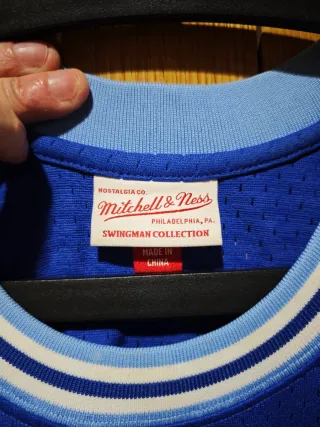 NOSTALGIA CO.
Mitchell & Ness
PHILADELPHIA, PA.
SWINGMAN COLLECTION
MADE IN
CHINA